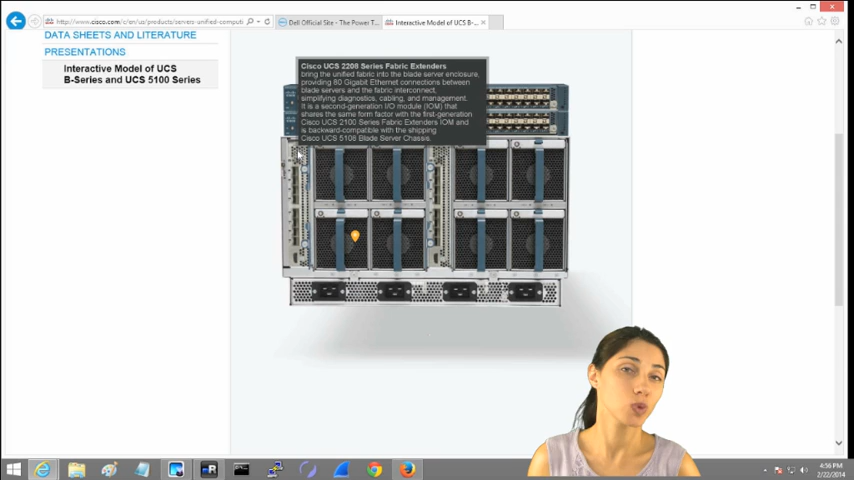 http://www.cisco.com/c/en/us/products/servers-unified-computi
Dell Official Site - The Power T...
Interactive Model of UCS B-...
DATA SHEETS AND LITERATURE
PRESENTATIONS
Interactive Model of UCS
B-Series and UCS 5100 Series
Cisco UCS 2208 Series Fabric Extenders
bring the unified fabric into the blade server enclosure,
providing 80 Gigabit Ethernet connections between
blade servers and the fabric interconnect,
simplifying diagnostics, cabling, and management.
It is a second-generation I/O module (IOM) that
shares the same form factor with the first-generation
Cisco UCS 2100 Series Fabric Extenders IOM and
is backward-compatible with the shipping
Cisco UCS 5108 Blade Server Chassis.
4:56 PM
2/22/2014